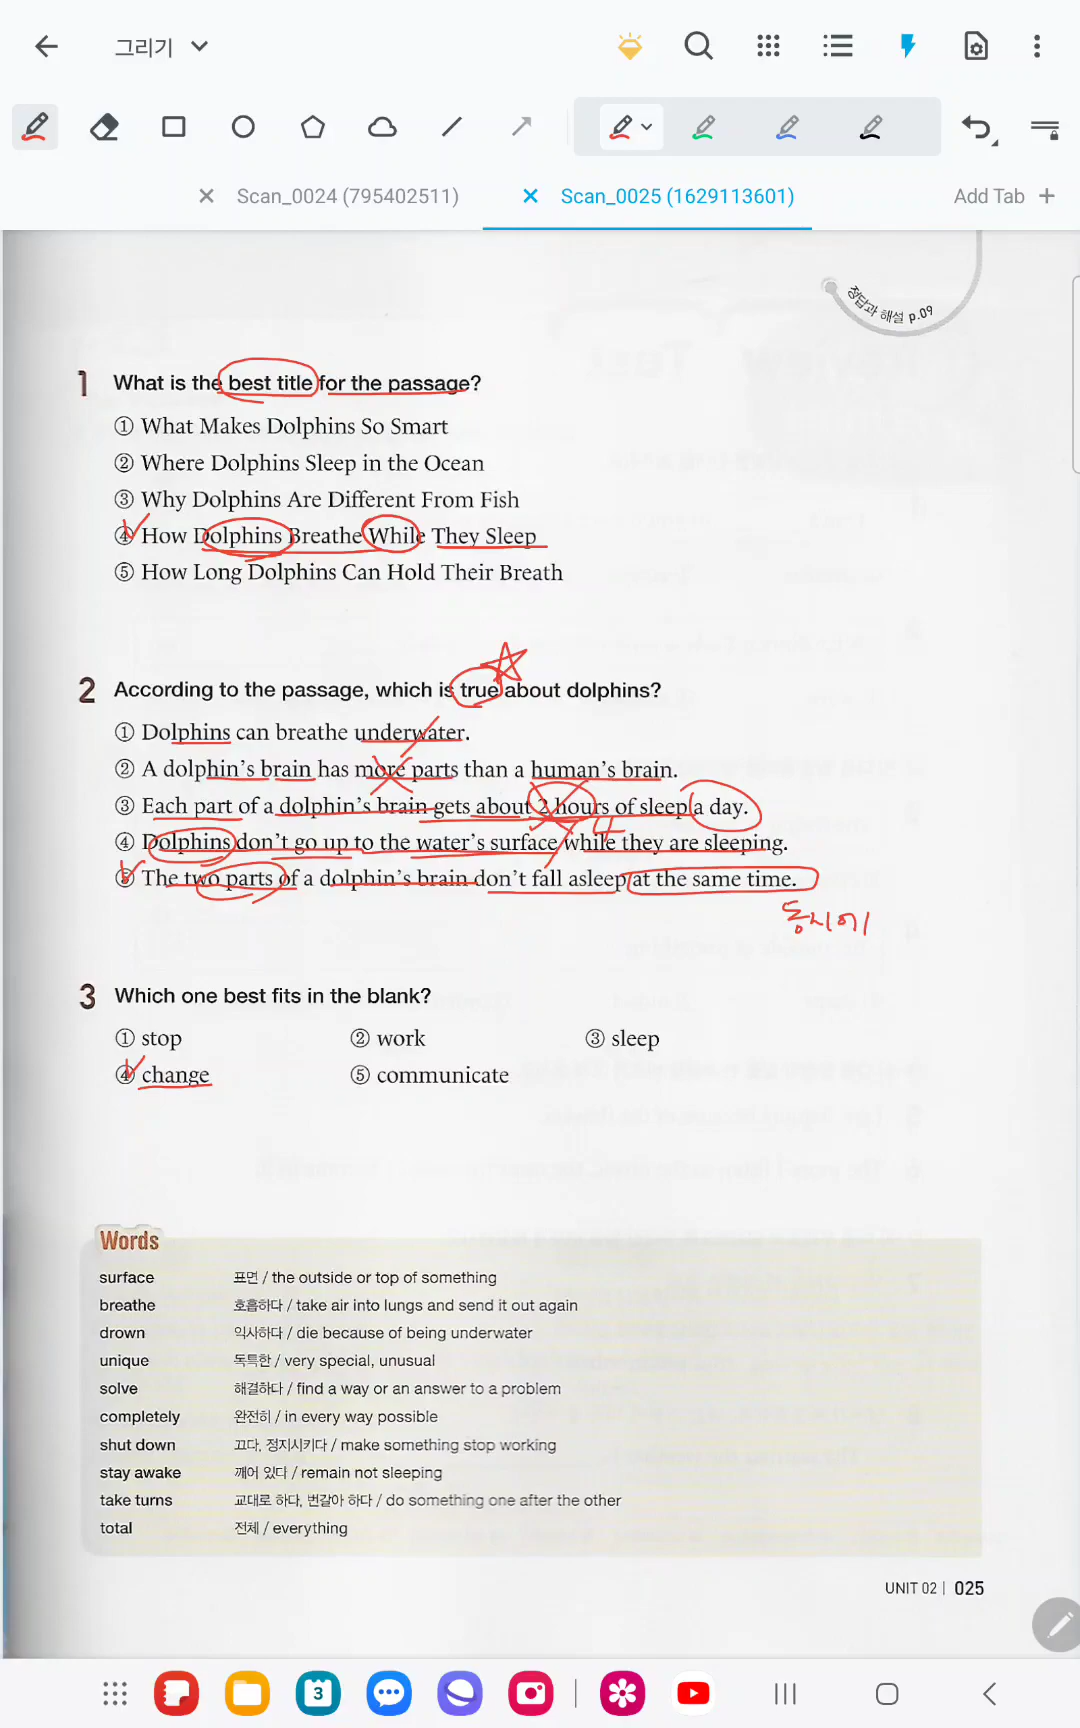 그리기
Scan_0024 (795402511)
Scan_0025 (1629113601)
Add Tab
정답과 해설 p.09
1 What is the best title for the passage?
① What Makes Dolphins So Smart
② Where Dolphins Sleep in the Ocean
③ Why Dolphins Are Different From Fish
④ How Dolphins Breathe While They Sleep
⑤ How Long Dolphins Can Hold Their Breath
2 According to the passage, which is true about dolphins?
① Dolphins can breathe underwater.
② A dolphin's brain has more parts than a human's brain.
③ Each part of a dolphin's brain gets about 2 hours of sleep a day.
4
④ Dolphins don't go up to the water's surface while they are sleeping.
⑤ The two parts of a dolphin's brain don't fall asleep at the same time.
동시에
3 Which one best fits in the blank?
① stop ② work ③ sleep
④ change ⑤ communicate
Words
surface 표면 / the outside or top of something
breathe 호흡하다 / take air into lungs and send it out again
drown 익사하다 / die because of being underwater
unique 독특한 / very special, unusual
solve 해결하다 / find a way or an answer to a problem
completely 완전히 / in every way possible
shut down 끄다, 정지시키다 / make something stop working
stay awake 깨어 있다 / remain not sleeping
take turns 교대로 하다, 번갈아 하다 / do something one after the other
total 전체 / everything
UNIT 02 | 025
3